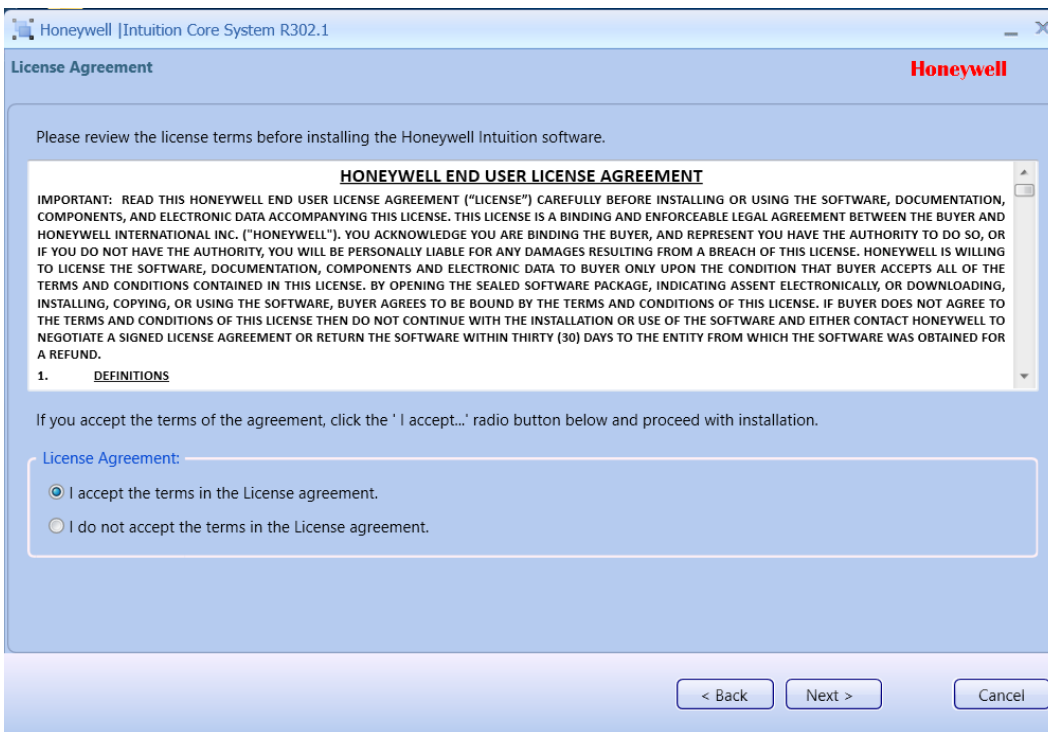 Honeywell |Intuition Core System R302.1
License Agreement
Honeywell
Please review the license terms before installing the Honeywell Intuition software.
HONEYWELL END USER LICENSE AGREEMENT
IMPORTANT: READ THIS HONEYWELL END USER LICENSE AGREEMENT (“LICENSE”) CAREFULLY BEFORE INSTALLING OR USING THE SOFTWARE, DOCUMENTATION,
COMPONENTS, AND ELECTRONIC DATA ACCOMPANYING THIS LICENSE. THIS LICENSE IS A BINDING AND ENFORCEABLE LEGAL AGREEMENT BETWEEN THE BUYER AND
HONEYWELL INTERNATIONAL INC. ("HONEYWELL"). YOU ACKNOWLEDGE YOU ARE BINDING THE BUYER, AND REPRESENT YOU HAVE THE AUTHORITY TO DO SO, OR
IF YOU DO NOT HAVE THE AUTHORITY, YOU WILL BE PERSONALLY LIABLE FOR ANY DAMAGES RESULTING FROM A BREACH OF THIS LICENSE. HONEYWELL IS WILLING
TO LICENSE THE SOFTWARE, DOCUMENTATION, COMPONENTS AND ELECTRONIC DATA TO BUYER ONLY UPON THE CONDITION THAT BUYER ACCEPTS ALL OF THE
TERMS AND CONDITIONS CONTAINED IN THIS LICENSE. BY OPENING THE SEALED SOFTWARE PACKAGE, INDICATING ASSENT ELECTRONICALLY, OR DOWNLOADING,
INSTALLING, COPYING, OR USING THE SOFTWARE, BUYER AGREES TO BE BOUND BY THE TERMS AND CONDITIONS OF THIS LICENSE. IF BUYER DOES NOT AGREE TO
THE TERMS AND CONDITIONS OF THIS LICENSE THEN DO NOT CONTINUE WITH THE INSTALLATION OR USE OF THE SOFTWARE AND EITHER CONTACT HONEYWELL TO
NEGOTIATE A SIGNED LICENSE AGREEMENT OR RETURN THE SOFTWARE WITHIN THIRTY (30) DAYS TO THE ENTITY FROM WHICH THE SOFTWARE WAS OBTAINED FOR
A REFUND.
1. DEFINITIONS
If you accept the terms of the agreement, click the ' I accept...' radio button below and proceed with installation.
License Agreement:
I accept the terms in the License agreement.
I do not accept the terms in the License agreement.
< Back
Next >
Cancel